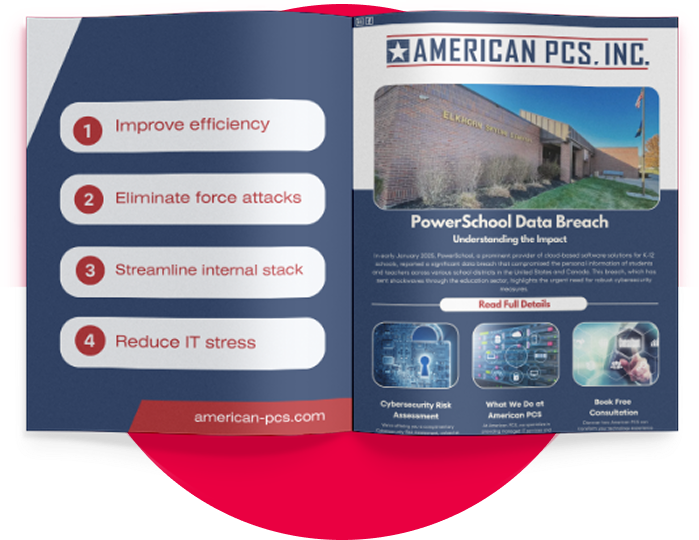 1 Improve efficiency
2 Eliminate force attacks
3 Streamline internal stack
4 Reduce IT stress
american-pcs.com
AMERICAN PCS, INC.
PowerSchool Data Breach
Understanding the Impact
In early January 2025, PowerSchool, a prominent provider of cloud-based software solutions for K-12
schools, reported a significant data breach that compromised the personal information of students
and teachers across various school districts in the United States and Canada. This breach, which has
sent shockwaves through the education sector, highlights the urgent need for robust cybersecurity
measures.
Read Full Details
Cybersecurity Risk
Assessment
What We Do at
American PCS
Book Free
Consultation